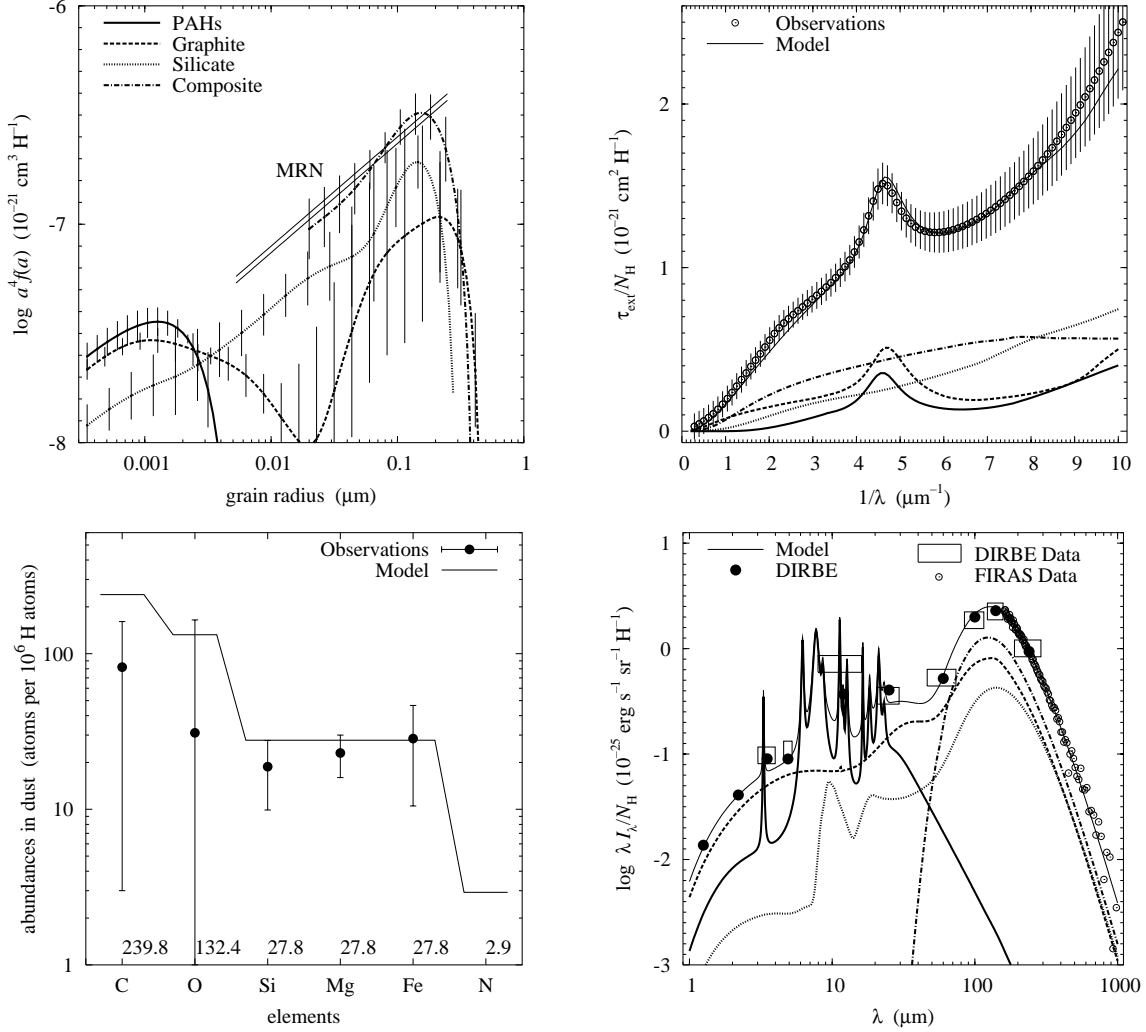 PAHs
Graphite
Silicate
Composite
MRN
-6
-7
-8
0.001
0.01
0.1
1
log a⁴f(a) (10⁻²¹ cm³ H⁻¹)
grain radius (μm)
Observations
Model
2
1
0
0 1 2 3 4 5 6 7 8 9 10
τext/NH (10⁻²¹ cm² H⁻¹)
1/λ (μm⁻¹)
Observations
Model
100
10
1
239.8 132.4 27.8 27.8 27.8 2.9
C O Si Mg Fe N
abundances in dust (atoms per 10⁶ H atoms)
elements
Model
DIRBE
DIRBE Data
FIRAS Data
1
0
-1
-2
-3
1 10 100 1000
log λIλ/NH (10⁻²⁵ erg s⁻¹ sr⁻¹ H⁻¹)
λ (μm)